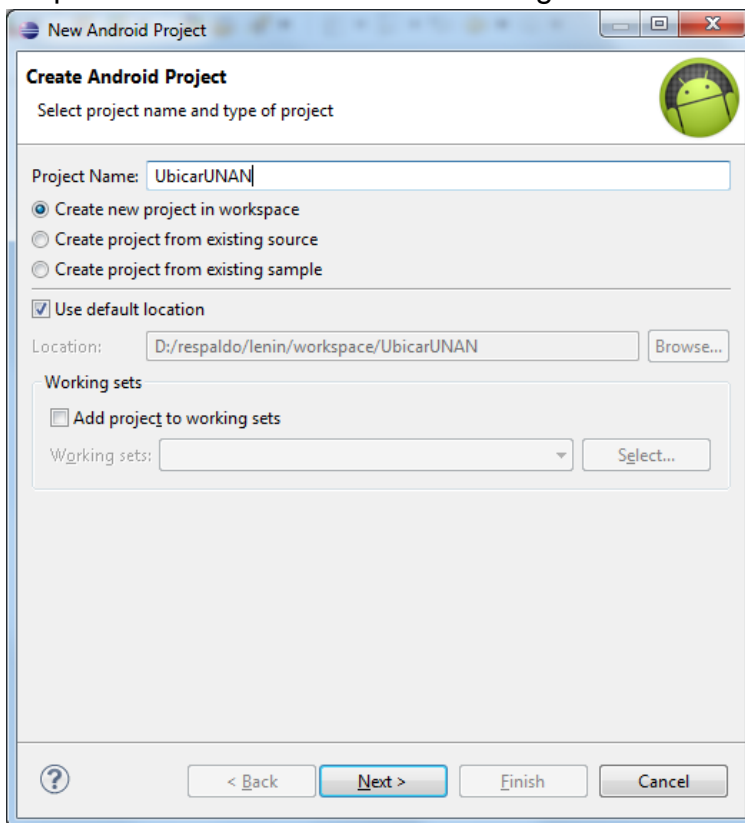 New Android Project
Create Android Project
Select project name and type of project
Project Name: UbicarUNAN
Create new project in workspace
Create project from existing source
Create project from existing sample
Use default location
Location: D:/respaldo/lenin/workspace/UbicarUNAN Browse...
Working sets
Add project to working sets
Working sets: Select...
? < Back Next > Finish Cancel